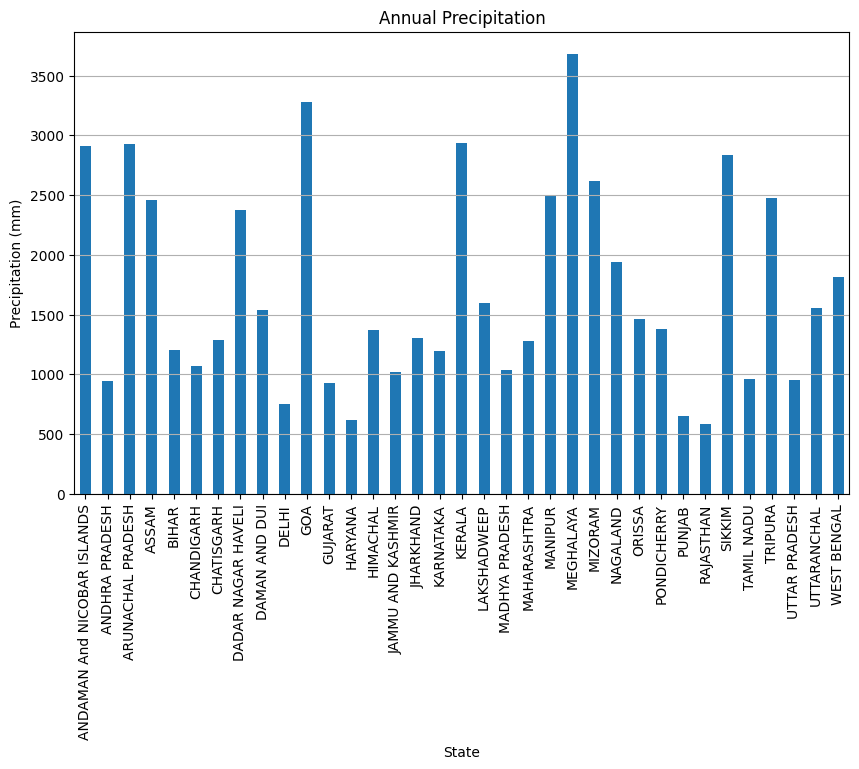 Annual Precipitation
Precipitation (mm)
3500
3000
2500
2000
1500
1000
500
0
ANDAMAN And NICOBAR ISLANDS
ANDHRA PRADESH
ARUNACHAL PRADESH
ASSAM
BIHAR
CHANDIGARH
CHATISGARH
DADAR NAGAR HAVELI
DAMAN AND DUI
DELHI
GOA
GUJARAT
HARYANA
HIMACHAL
JAMMU AND KASHMIR
JHARKHAND
KARNATAKA
KERALA
LAKSHADWEEP
MADHYA PRADESH
MAHARASHTRA
MANIPUR
MEGHALAYA
MIZORAM
NAGALAND
ORISSA
PONDICHERRY
PUNJAB
RAJASTHAN
SIKKIM
TAMIL NADU
TRIPURA
UTTAR PRADESH
UTTARANCHAL
WEST BENGAL
State